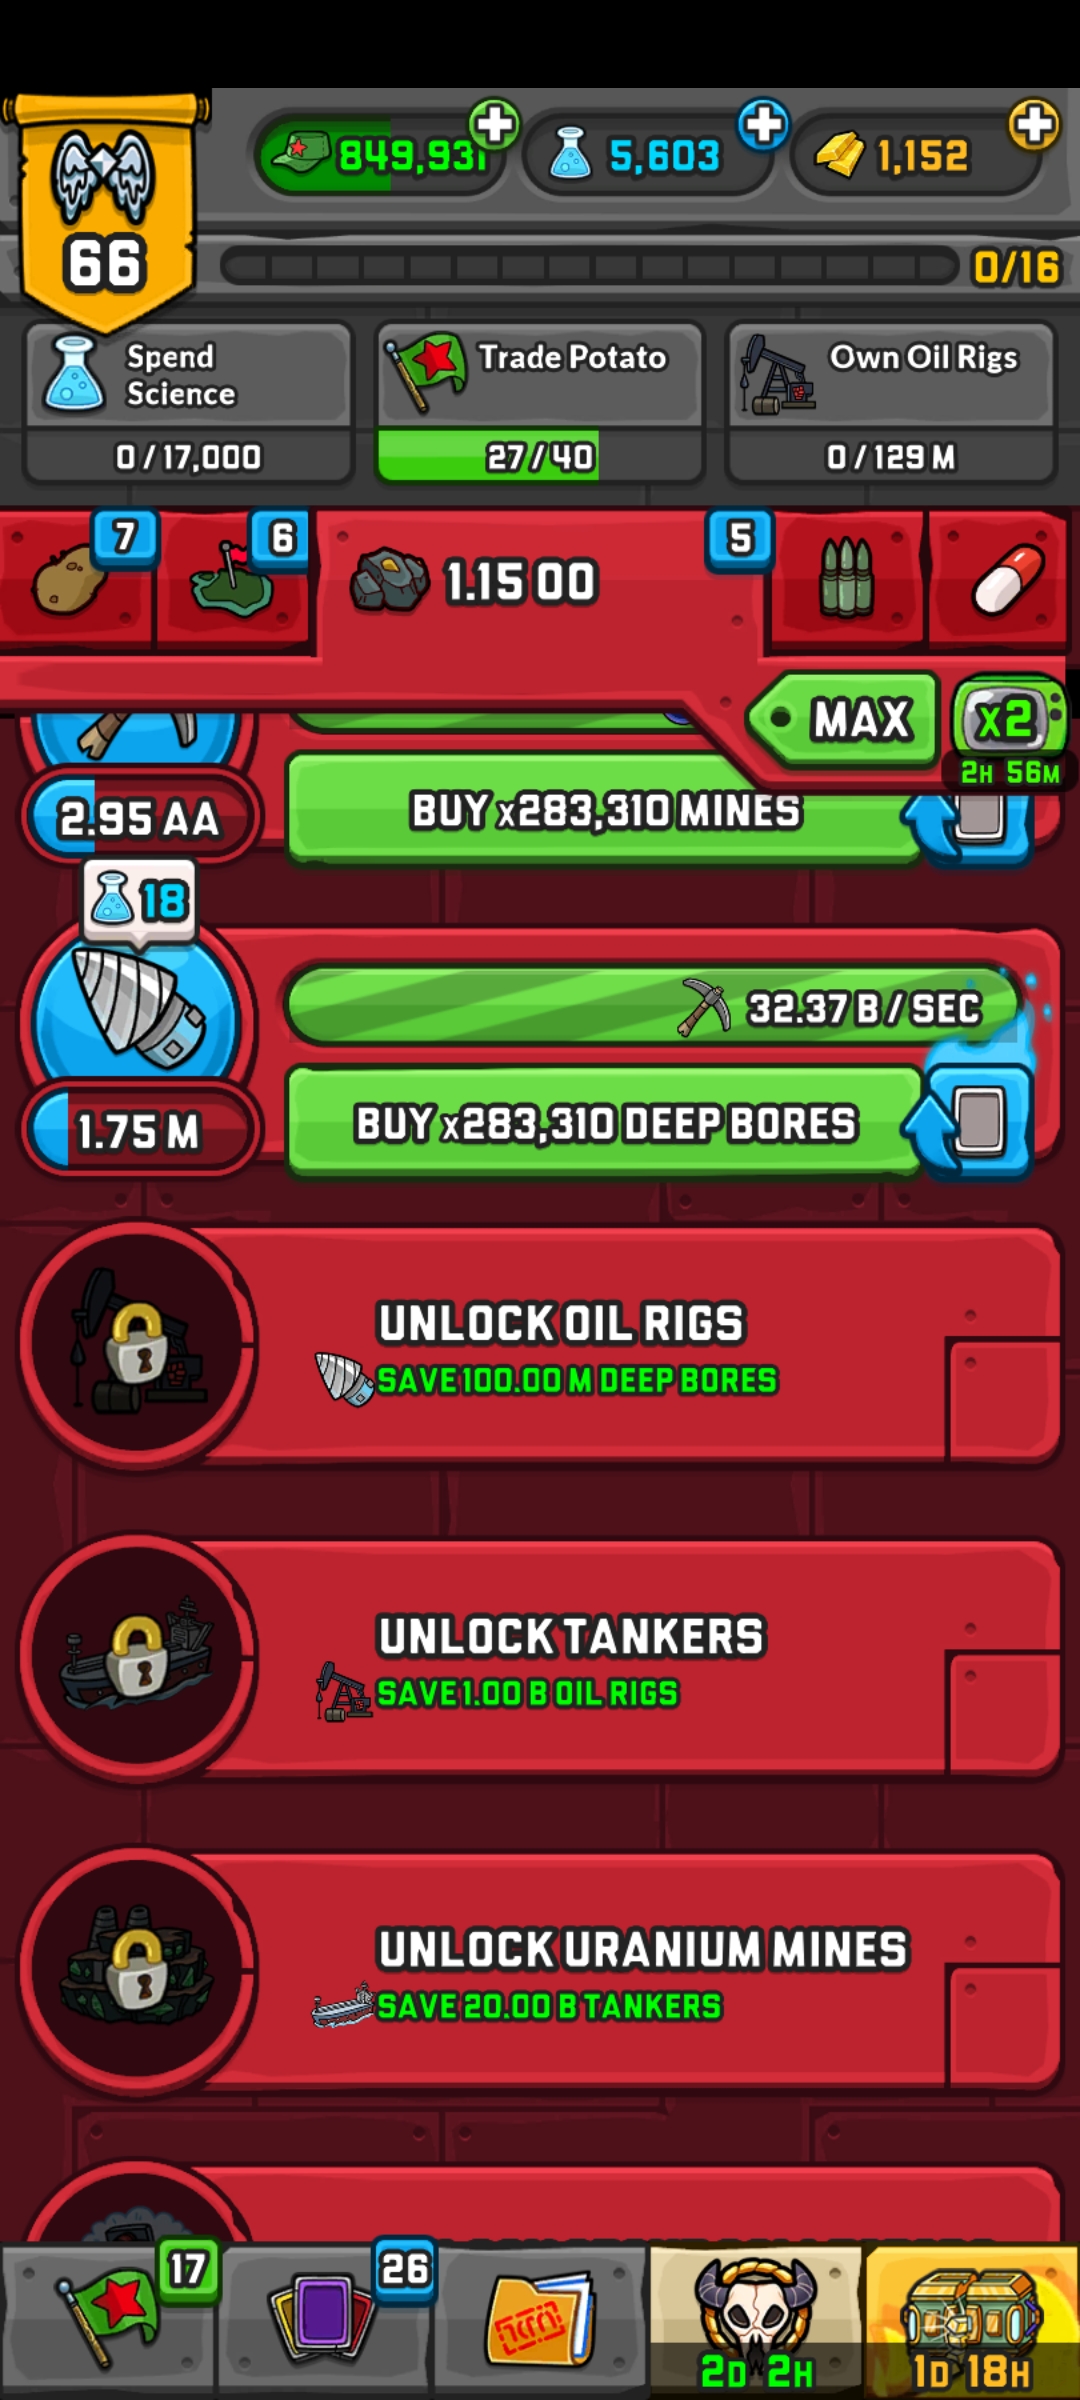 849,931
5,603
1,152
66
0/16
Spend
Science
0/17,000
Trade Potato
27/40
Own Oil Rigs
0/129 M
7
6
1.15 OO
5
MAX
x2
2H 56M
2.95 AA
BUY x283,310 MINES
18
32.37 B / SEC
1.75 M
BUY x283,310 DEEP BORES
UNLOCK OIL RIGS
SAVE 100.00 M DEEP BORES
UNLOCK TANKERS
SAVE 1.00 B OIL RIGS
UNLOCK URANIUM MINES
SAVE 20.00 B TANKERS
17
26
2D 2H
1D 18H